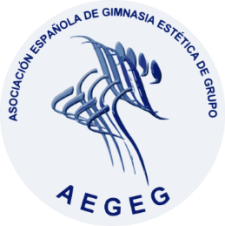 ASOCIACIÓN ESPAÑOLA DE GIMNASIA ESTÉTICA DE GRUPO
AEGEG